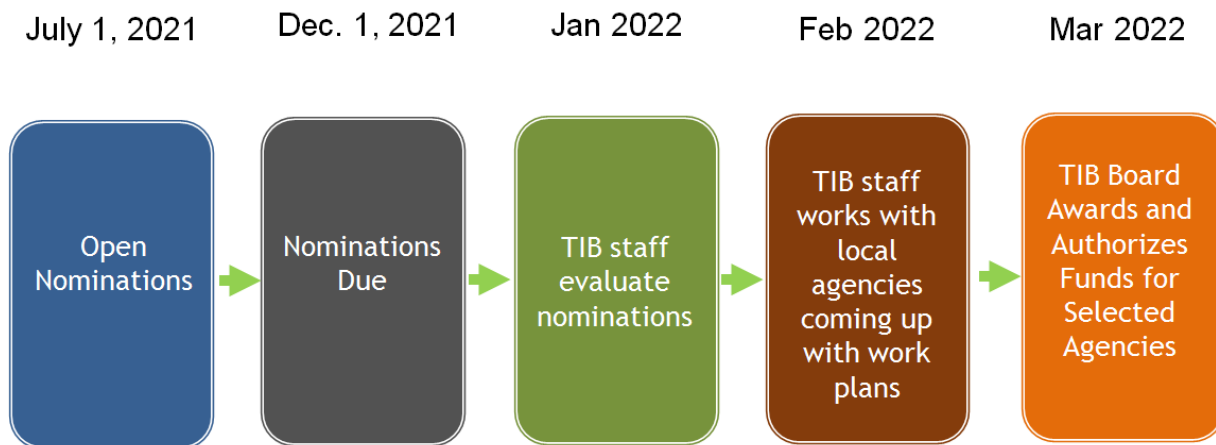 July 1, 2021
Dec. 1, 2021
Jan 2022
Feb 2022
Mar 2022
Open
Nominations
Nominations
Due
TIB staff
evaluate
nominations
TIB staff
works with
local
agencies
coming up
with work
plans
TIB Board
Awards and
Authorizes
Funds for
Selected
Agencies